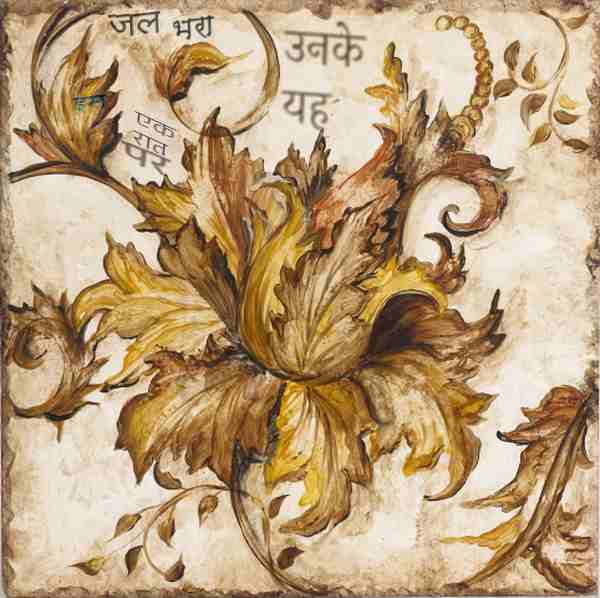 जल भरा
उनके
यह
एक
रात
पर